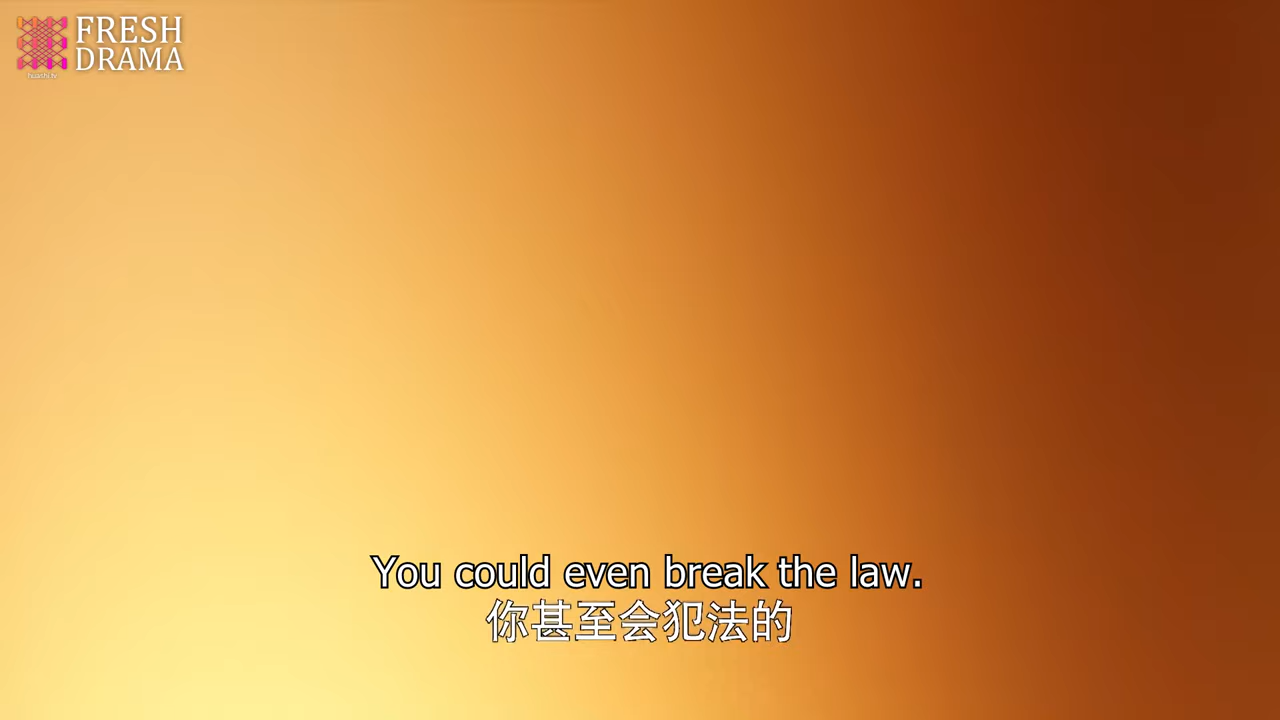 FRESH
DRAMA
You could even break the law.
你甚至会犯法的